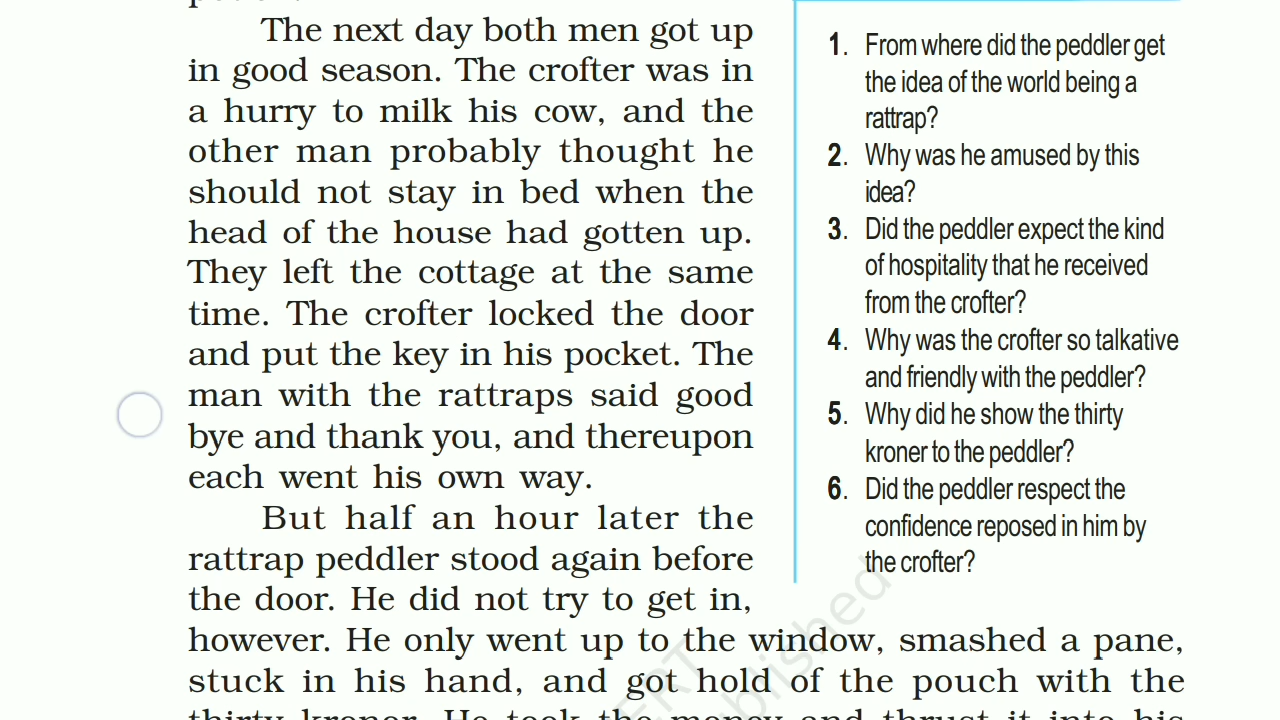 The next day both men got up
in good season. The crofter was in
a hurry to milk his cow, and the
other man probably thought he
should not stay in bed when the
head of the house had gotten up.
They left the cottage at the same
time. The crofter locked the door
and put the key in his pocket. The
man with the rattraps said good
bye and thank you, and thereupon
each went his own way.
But half an hour later the
rattrap peddler stood again before
the door. He did not try to get in,
however. He only went up to the window, smashed a pane,
stuck in his hand, and got hold of the pouch with the
thirty kroner. He took the money and thrust it into his
1. From where did the peddler get
the idea of the world being a
rattrap?
2. Why was he amused by this
idea?
3. Did the peddler expect the kind
of hospitality that he received
from the crofter?
4. Why was the crofter so talkative
and friendly with the peddler?
5. Why did he show the thirty
kroner to the peddler?
6. Did the peddler respect the
confidence reposed in him by
the crofter?